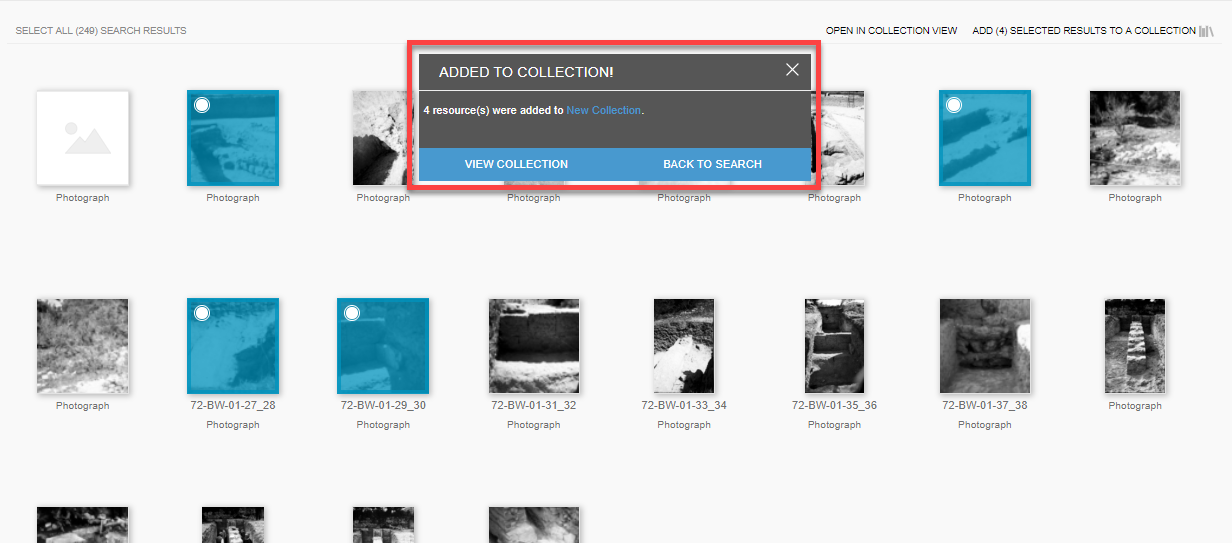 SELECT ALL (249) SEARCH RESULTS
OPEN IN COLLECTION VIEW
ADD (4) SELECTED RESULTS TO A COLLECTION
ADDED TO COLLECTION!
4 resource(s) were added to New Collection.
VIEW COLLECTION
BACK TO SEARCH
Photograph
Photograph
Photograph
Photograph
Photograph
Photograph
Photograph
Photograph
Photograph
72-BW-01-27_28
Photograph
72-BW-01-29_30
Photograph
72-BW-01-31_32
Photograph
72-BW-01-33_34
Photograph
72-BW-01-35_36
Photograph
72-BW-01-37_38
Photograph
Photograph